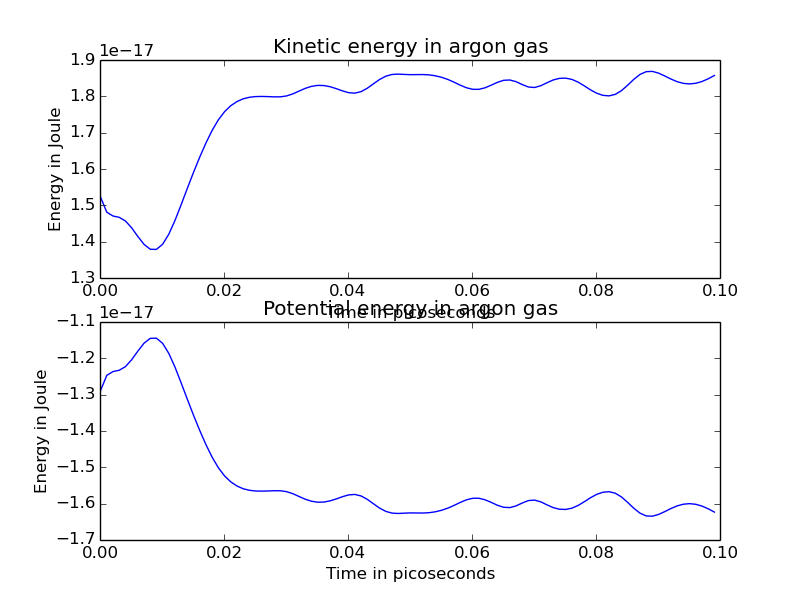 Kinetic energy in argon gas
1e−17
1.9
1.8
1.7
1.6
1.5
1.4
1.3
Energy in Joule
0.00 0.02 0.04 0.06 0.08 0.10
Time in picoseconds
Potential energy in argon gas
1e−17
−1.1
−1.2
−1.3
−1.4
−1.5
−1.6
−1.7
Energy in Joule
0.00 0.02 0.04 0.06 0.08 0.10
Time in picoseconds